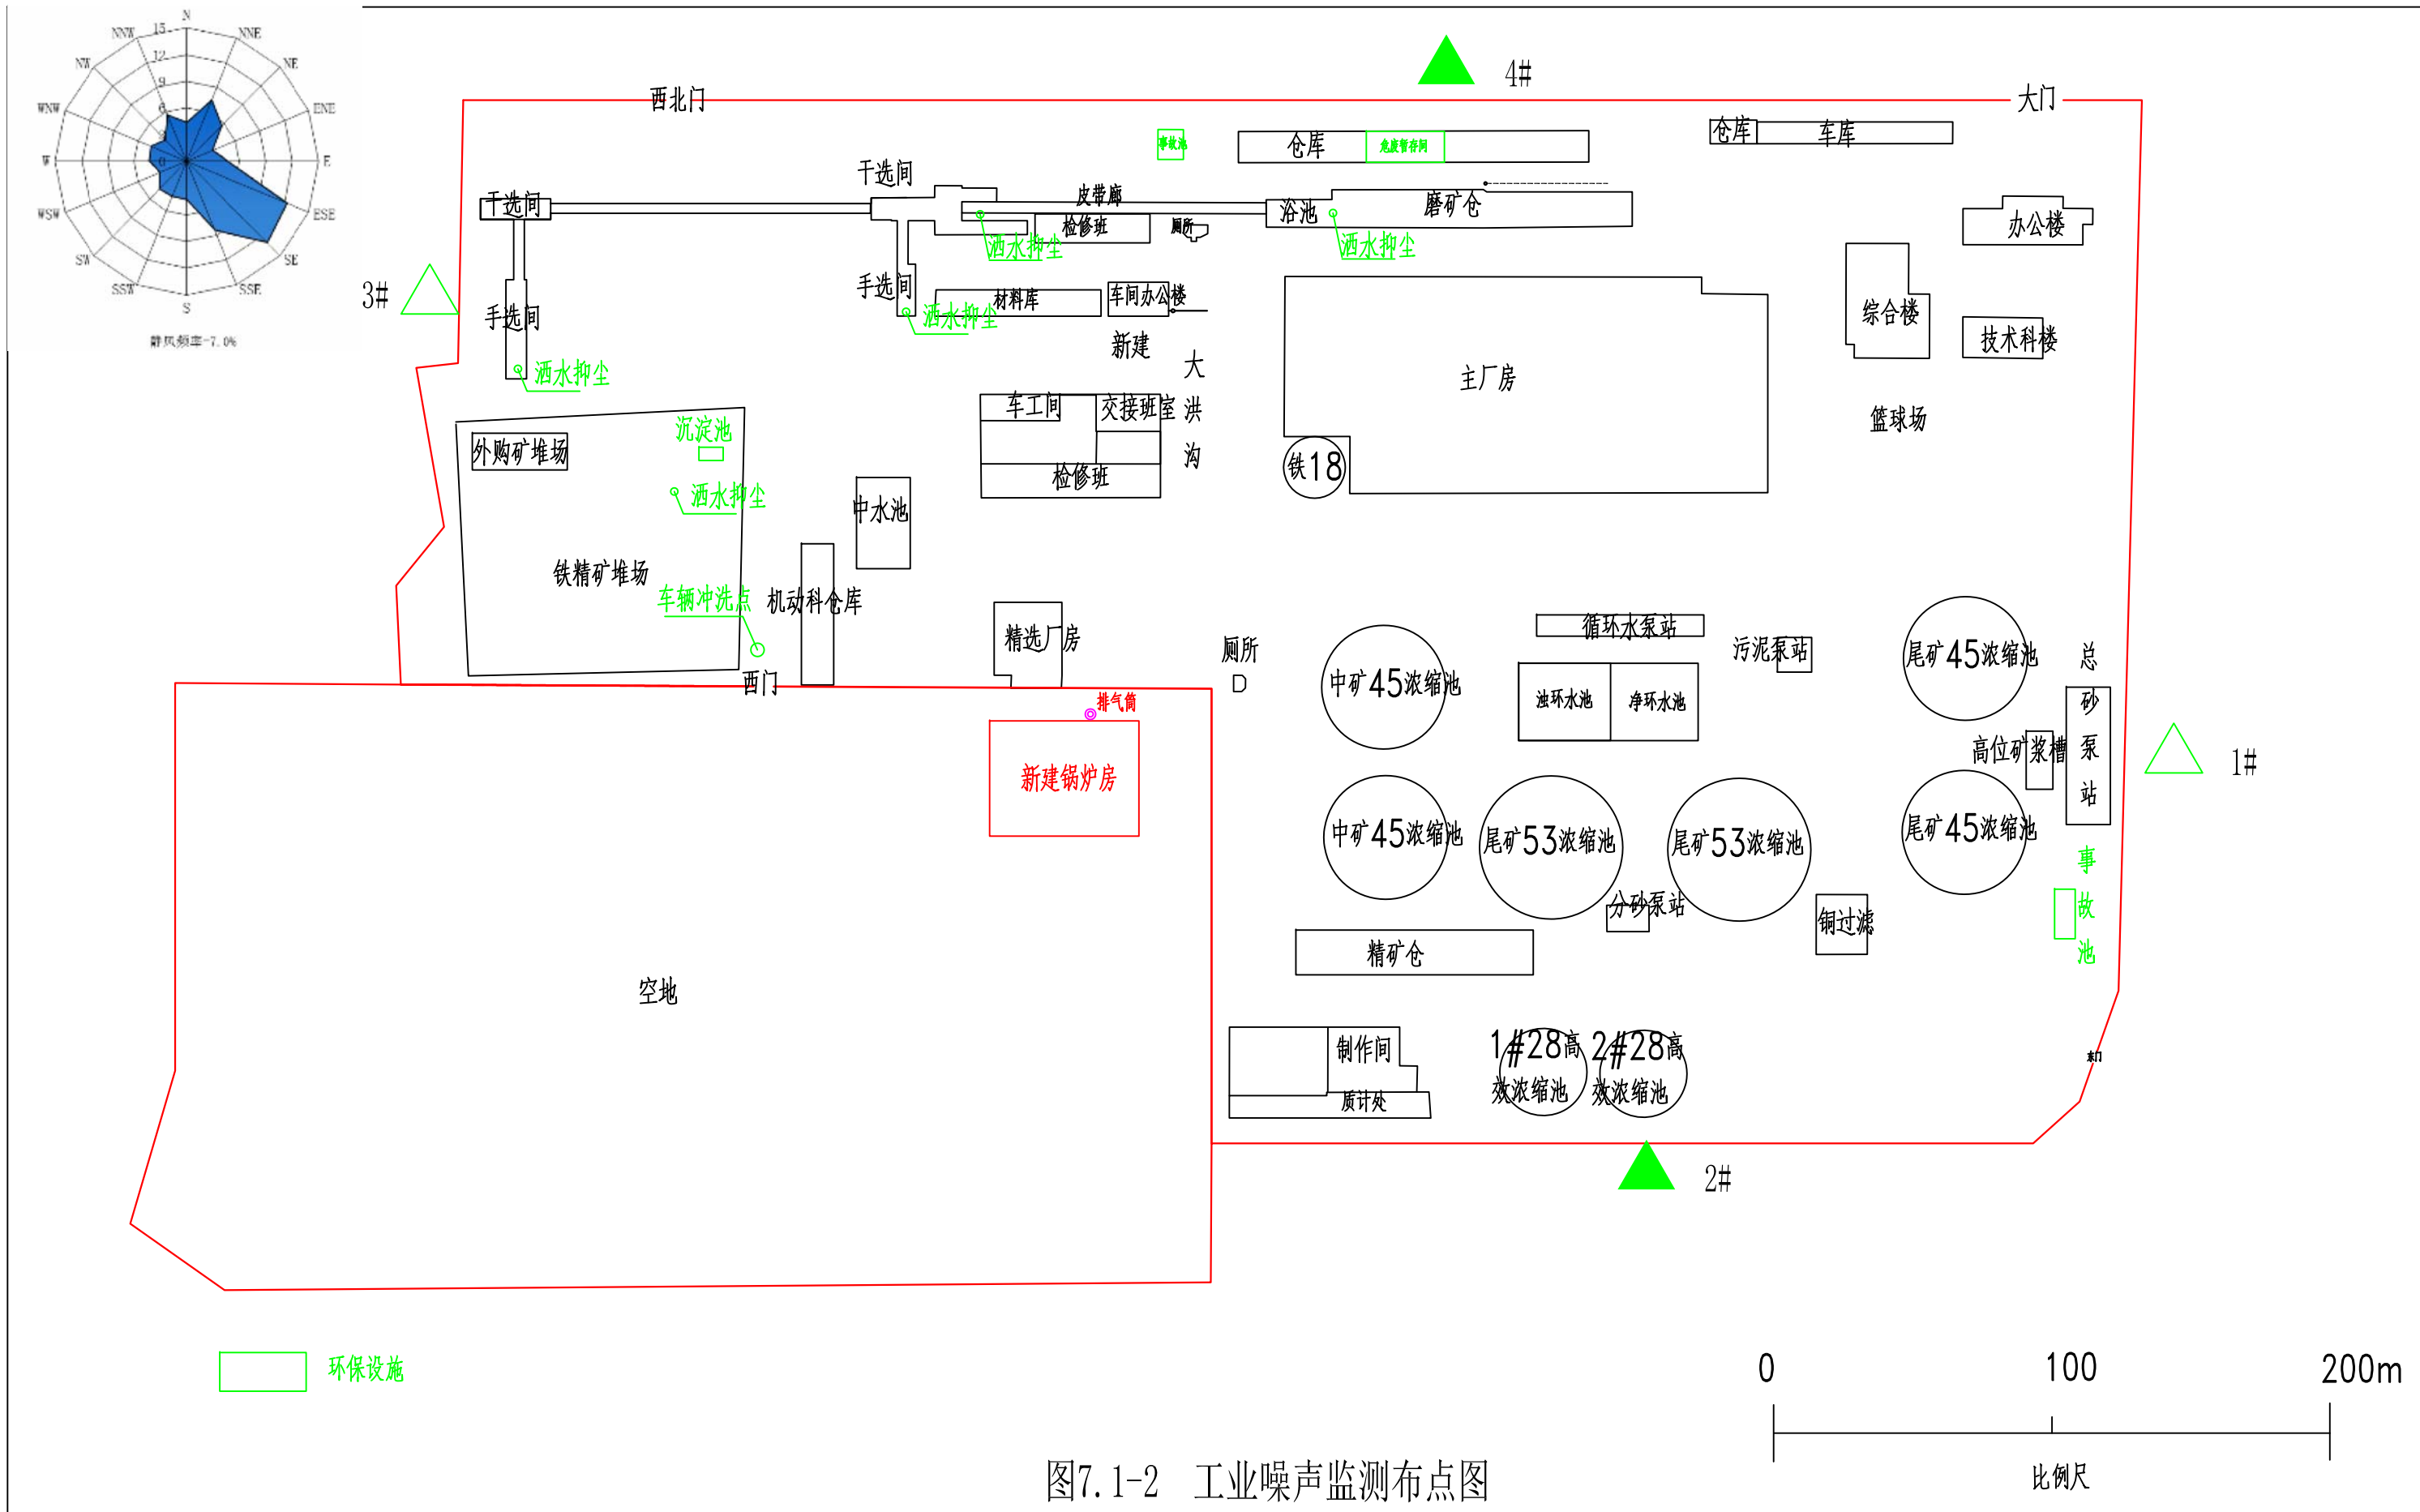 N
NNW
NNE
15
12
NW
NE
9
WNW
ENE
6
3
W
0
E
WSW
ESE
SW
SE
SSW
SSE
S
静风频率=7.0%
4#
西北门
大门
事故池
仓库
危废暂存间
仓库
车库
干选间
干选间
皮带廊
检修班
厕所
浴池
磨矿仓
办公楼
洒水抑尘
洒水抑尘
3#
手选间
手选间
材料库
车间办公楼
洒水抑尘
综合楼
技术科楼
新建
洒水抑尘
主厂房
篮球场
大
洪
沟
车工间
交接班室
检修班
铁18
外购矿堆场
沉淀池
洒水抑尘
中水池
铁精矿堆场
车辆冲洗点
机动科仓库
精选厂房
厕所
西门
排气筒
新建锅炉房
循环水泵站
污泥泵站
中矿45浓缩池
浊环水池
净环水池
尾矿45浓缩池
总
砂
泵
站
高位矿浆槽
1#
中矿45浓缩池
尾矿53浓缩池
尾矿53浓缩池
尾矿45浓缩池
事
故
池
分砂泵站
铜过滤
精矿仓
空地
制作间
质计处
1#28高
效浓缩池
2#28高
效浓缩池
2#
环保设施
0
100
200m
比例尺
图7.1-2 工业噪声监测布点图